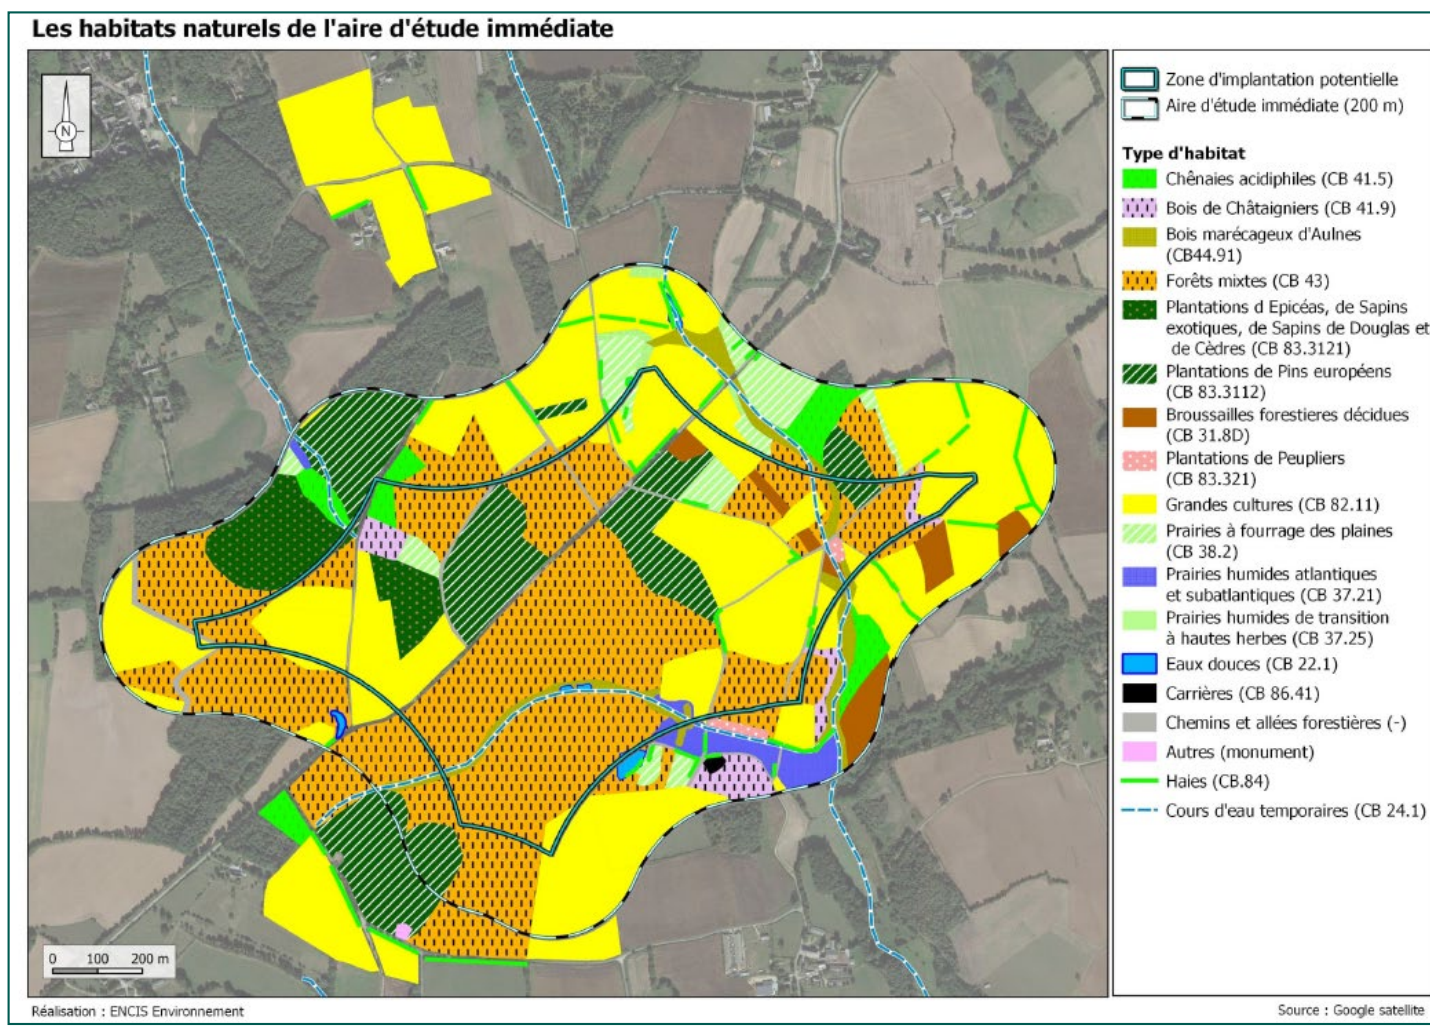 Les habitats naturels de l'aire d'étude immédiate
N
Zone d'implantation potentielle
Aire d'étude immédiate (200 m)
Type d'habitat
Chênaies acidiphiles (CB 41.5)
Bois de Châtaigniers (CB 41.9)
Bois marécageux d'Aulnes
(CB44.91)
Forêts mixtes (CB 43)
Plantations d Epicéas, de Sapins
exotiques, de Sapins de Douglas et
de Cèdres (CB 83.3121)
Plantations de Pins européens
(CB 83.3112)
Broussailles forestieres décidues
(CB 31.8D)
Plantations de Peupliers
(CB 83.321)
Grandes cultures (CB 82.11)
Prairies à fourrage des plaines
(CB 38.2)
Prairies humides atlantiques
et subatlantiques (CB 37.21)
Prairies humides de transition
à hautes herbes (CB 37.25)
Eaux douces (CB 22.1)
Carrières (CB 86.41)
Chemins et allées forestières (-)
Autres (monument)
Haies (CB.84)
Cours d'eau temporaires (CB 24.1)
0 100 200 m
Réalisation : ENCIS Environnement
Source : Google satellite